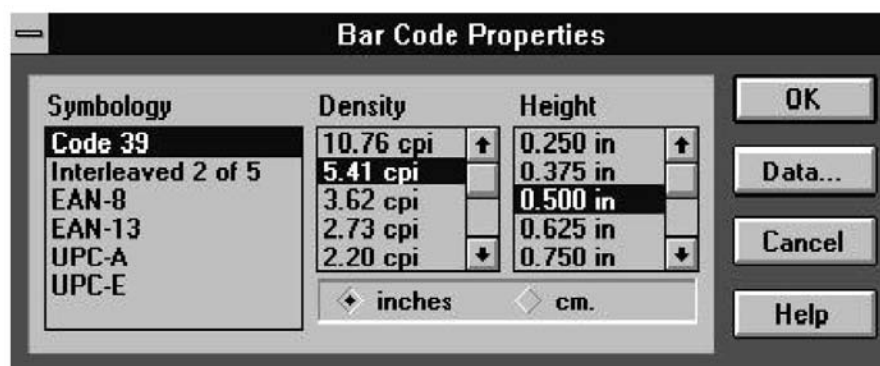 Bar Code Properties
Symbology
Code 39
Interleaved 2 of 5
EAN-8
EAN-13
UPC-A
UPC-E
Density
10.76 cpi
5.41 cpi
3.62 cpi
2.73 cpi
2.20 cpi
Height
0.250 in
0.375 in
0.500 in
0.625 in
0.750 in
inches
cm.
OK
Data...
Cancel
Help